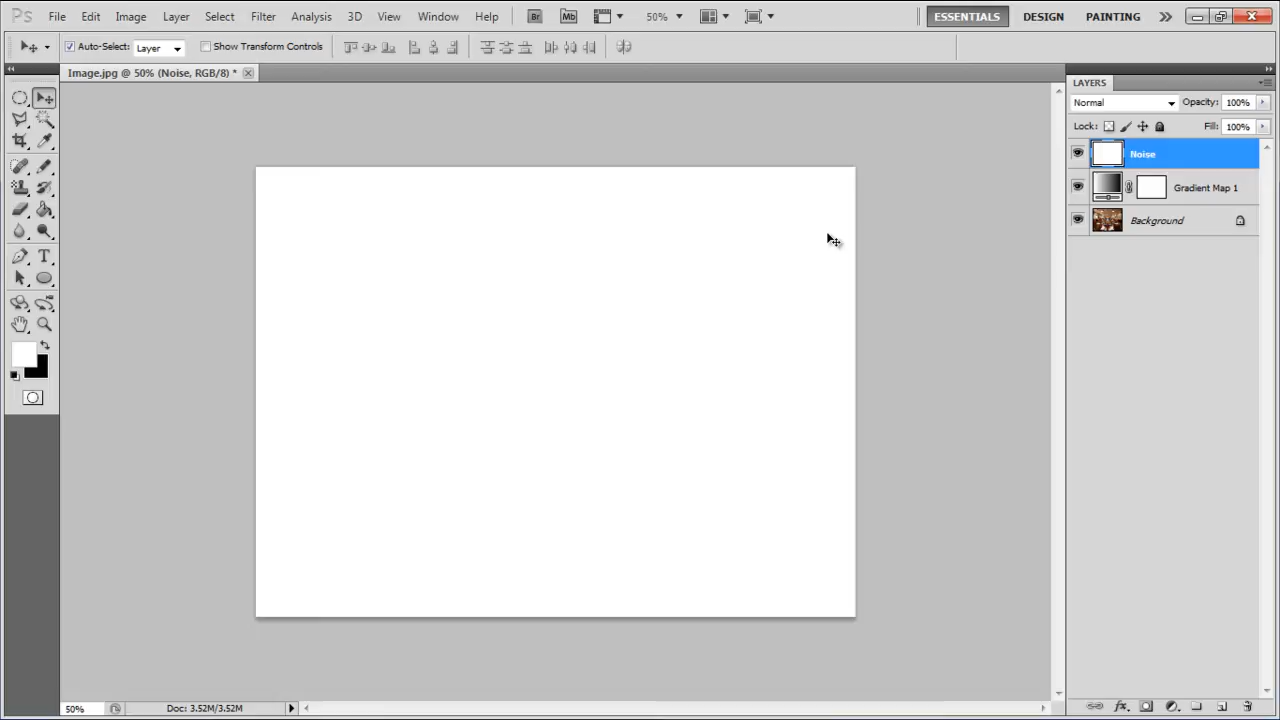 Ps File Edit Image Layer Select Filter Analysis 3D View Window Help Br Mb 50% ESSENTIALS DESIGN PAINTING
Auto-Select: Layer Show Transform Controls
Image.jpg @ 50% (Noise, RGB/8) *
LAYERS
Normal Opacity: 100%
Lock: Fill: 100%
Noise
Gradient Map 1
Background
T
50% Doc: 3.52M/3.52M
fx